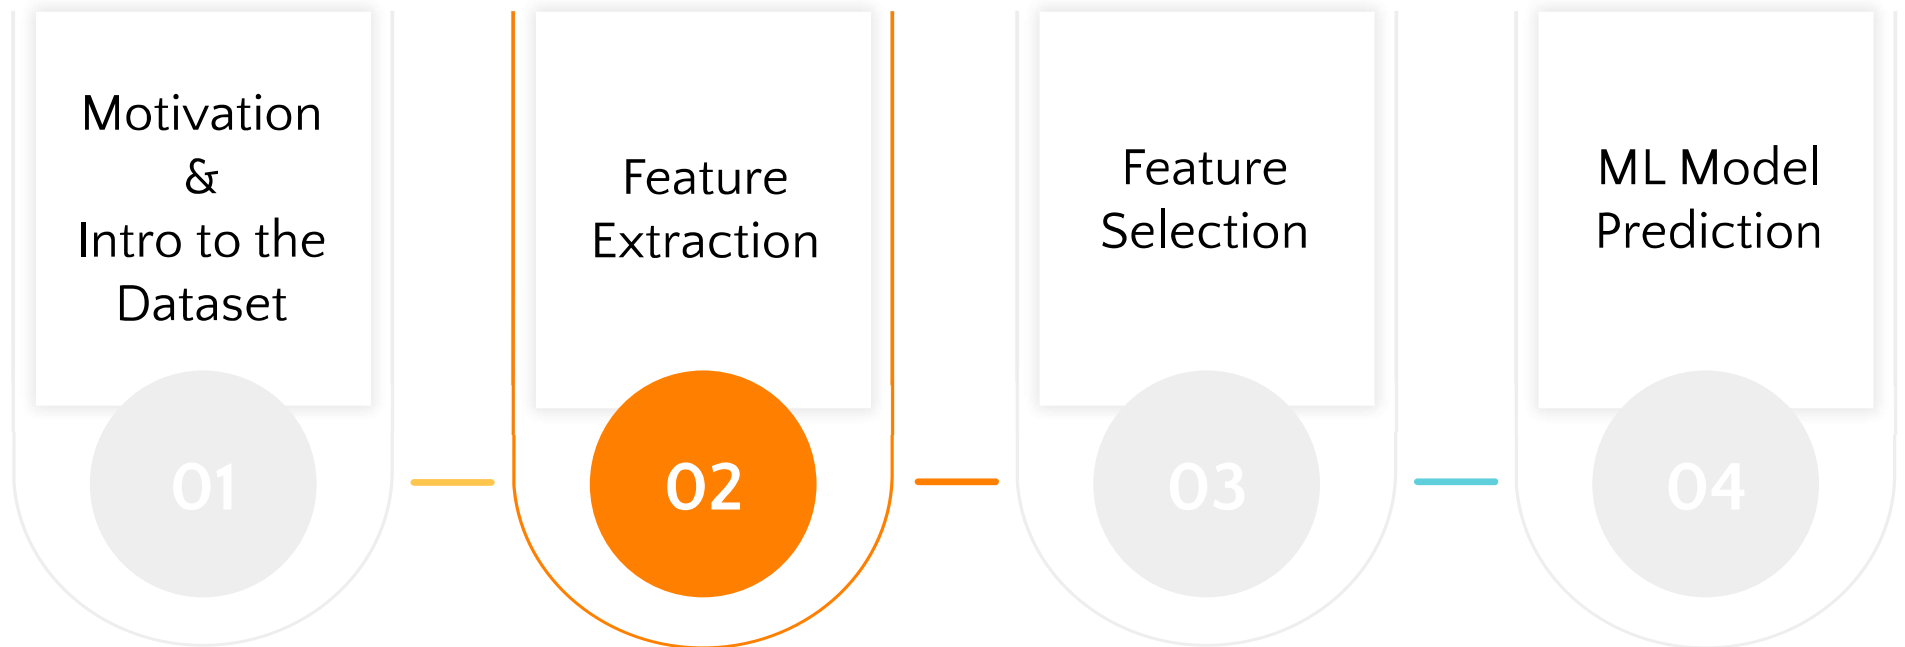 Motivation
&
Intro to the
Dataset
01
Feature
Extraction
02
Feature
Selection
03
ML Model
Prediction
04